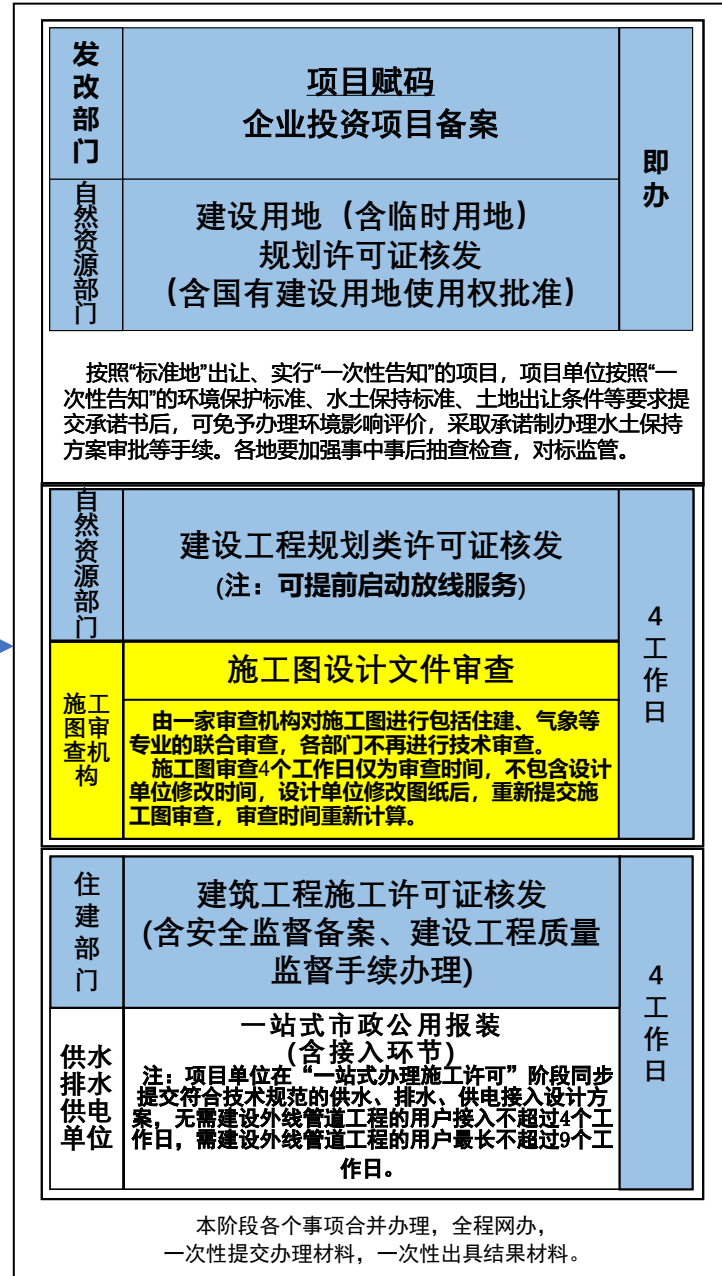 发改部门
项目赋码
企业投资项目备案
即办
自然资源部门
建设用地（含临时用地）
规划许可证核发
（含国有建设用地使用权批准）
按照“标准地”出让、实行“一次性告知”的项目，项目单位按照“一
次性告知”的环境保护标准、水土保持标准、土地出让条件等要求提
交承诺书后，可免予办理环境影响评价，采取承诺制办理水土保持
方案审批等手续。各地要加强事中事后抽查检查，对标监管。
自然资源部门
建设工程规划类许可证核发
(注：可提前启动放线服务)
4工作日
施工
图审
查机
构
施工图设计文件审查
由一家审查机构对施工图进行包括住建、气象等
专业的联合审查，各部门不再进行技术审查。
施工图审查4个工作日仅为审查时间，不包含设计
单位修改时间，设计单位修改图纸后，重新提交施
工图审查，审查时间重新计算。
住建部门
建筑工程施工许可证核发
(含安全监督备案、建设工程质量
监督手续办理)
4工作日
供水
排水
供电
单位
一站式市政公用报装
(含接入环节)
注：项目单位在“一站式办理施工许可”阶段同步
提交符合技术规范的供水、排水、供电接入设计方
案，无需建设外线管道工程的用户接入不超过4个工
作日，需建设外线管道工程的用户最长不超过9个工
作日。
本阶段各个事项合并办理，全程网办，
一次性提交办理材料，一次性出具结果材料。